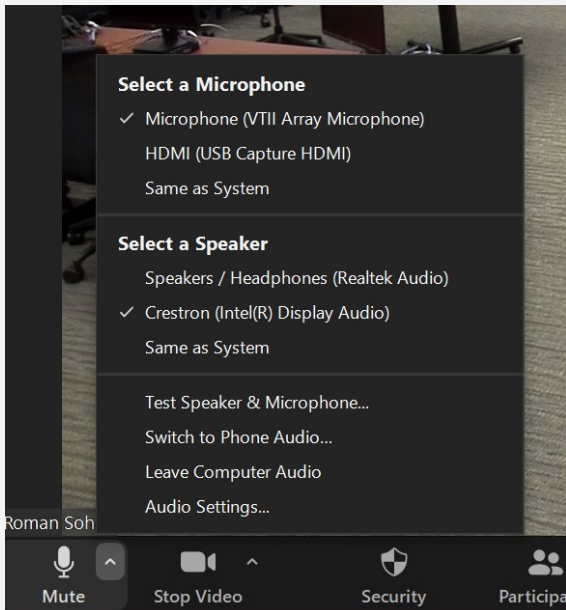 Select a Microphone
✓ Microphone (VTII Array Microphone)
HDMI (USB Capture HDMI)
Same as System
Select a Speaker
Speakers / Headphones (Realtek Audio)
✓ Crestron (Intel(R) Display Audio)
Same as System
Test Speaker & Microphone...
Switch to Phone Audio...
Leave Computer Audio
Audio Settings...
Roman Soh
Mute
Stop Video
Security
Particip